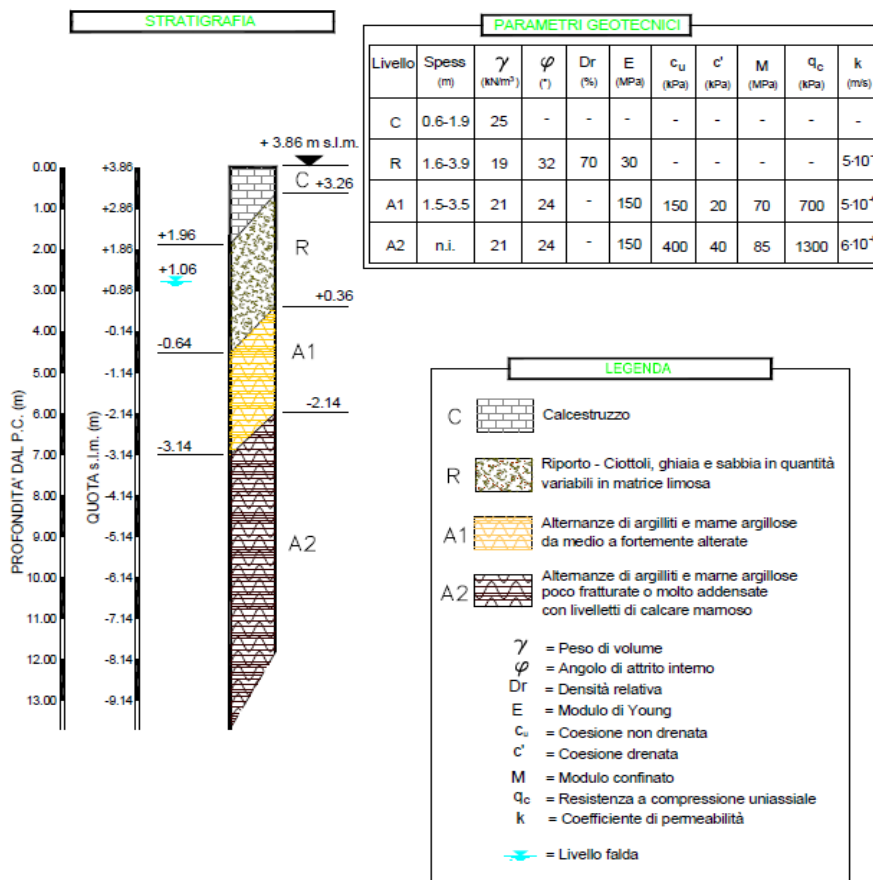 STRATIGRAFIA
PARAMETRI GEOTECNICI
Livello Spess (m) γ (kN/m³) φ (°) Dr (%) E (MPa) cu (kPa) c' (kPa) M (MPa) qc (kPa) k (m/s)
C 0.6-1.9 25 - - - - - - - -
R 1.6-3.9 19 32 70 30 - - - -
A1 1.5-3.5 21 24 - 150 150 20 70 700
A2 n.i. 21 24 - 150 400 40 85 1300
+ 3.86 m s.l.m.
PROFONDITA' DAL P.C. (m)
0.00
1.00
2.00
3.00
4.00
5.00
6.00
7.00
8.00
9.00
10.00
11.00
12.00
13.00
QUOTA s.l.m. (m)
+3.86
+2.86
+1.86
+0.86
-0.14
-1.14
-2.14
-3.14
-4.14
-5.14
-6.14
-7.14
-8.14
-9.14
+1.96
+1.06
-0.64
-3.14
C +3.26
R
+0.36
A1
-2.14
A2
LEGENDA
C Calcestruzzo
R Riporto - Ciottoli, ghiaia e sabbia in quantità
variabili in matrice limosa
A1 Alternanze di argilliti e marne argillose
da medio a fortemente alterate
A2 Alternanze di argilliti e marne argillose
poco fratturate o molto addensate
con livelletti di calcare marnoso
γ = Peso di volume
φ = Angolo di attrito interno
Dr = Densità relativa
E = Modulo di Young
cu = Coesione non drenata
c' = Coesione drenata
M = Modulo confinato
qc = Resistenza a compressione uniassiale
k = Coefficiente di permeabilità
= Livello falda